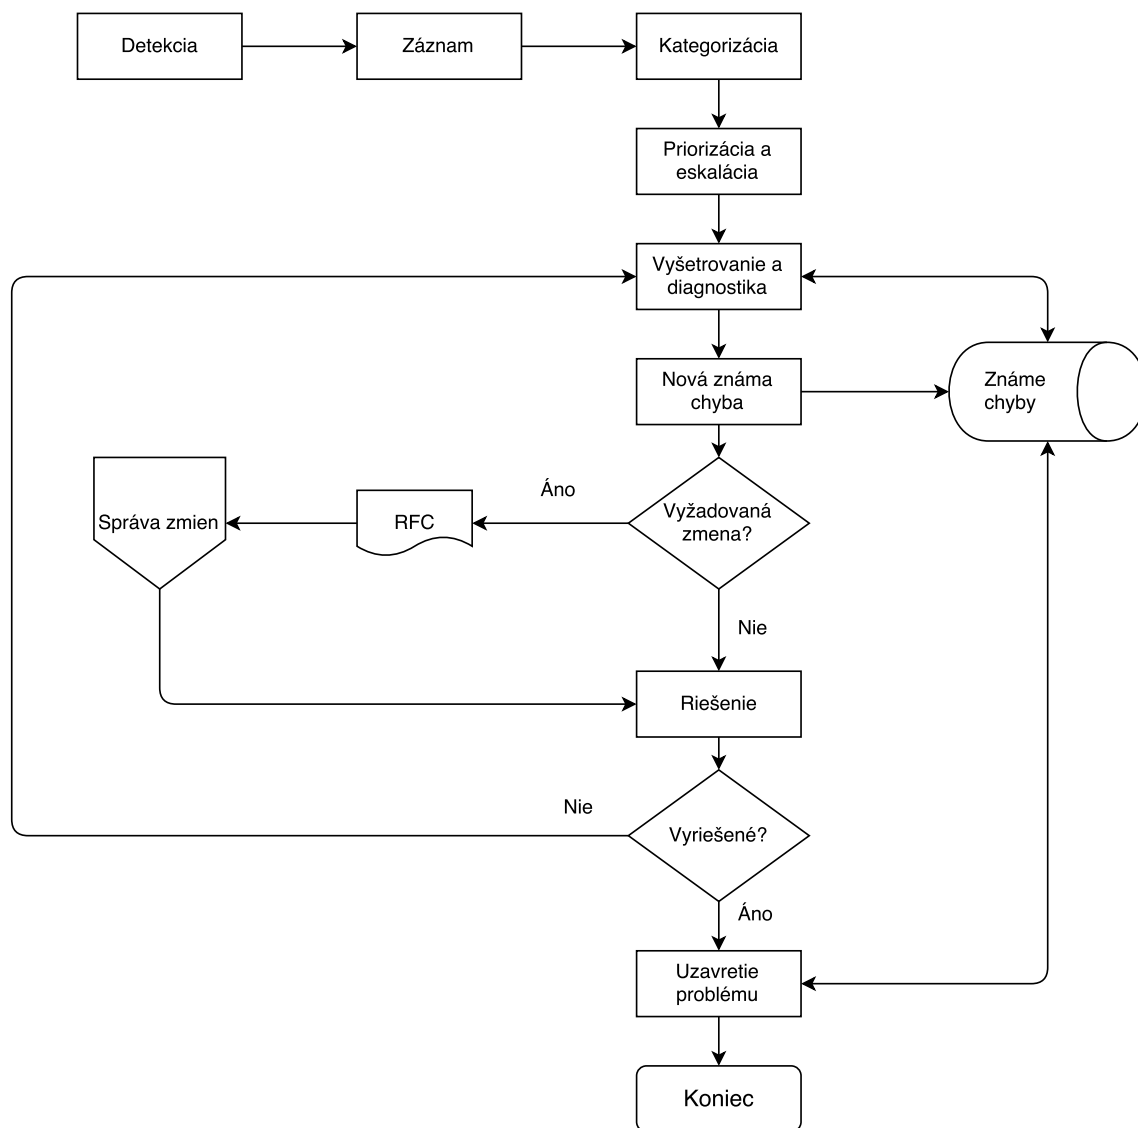 Detekcia
Záznam
Kategorizácia
Priorizácia a
eskalácia
Vyšetrovanie a
diagnostika
Nová známa
chyba
Známe
chyby
Áno
Vyžadovaná
zmena?
RFC
Správa zmien
Nie
Riešenie
Nie
Vyriešené?
Áno
Uzavretie
problému
Koniec